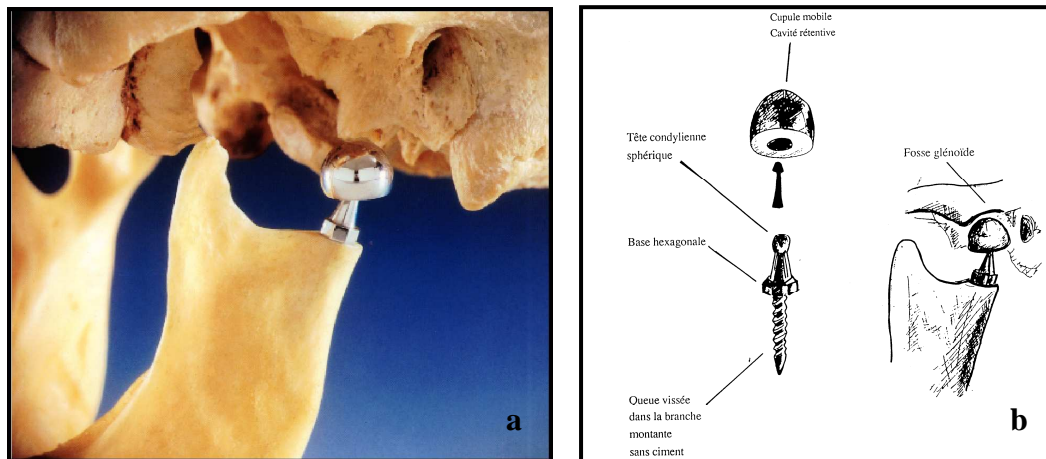 a
Cupule mobile
Cavité rétentive
Tête condylienne
sphérique
Fosse glénoïde
Base hexagonale
Queue vissée
dans la branche
montante
sans ciment
b